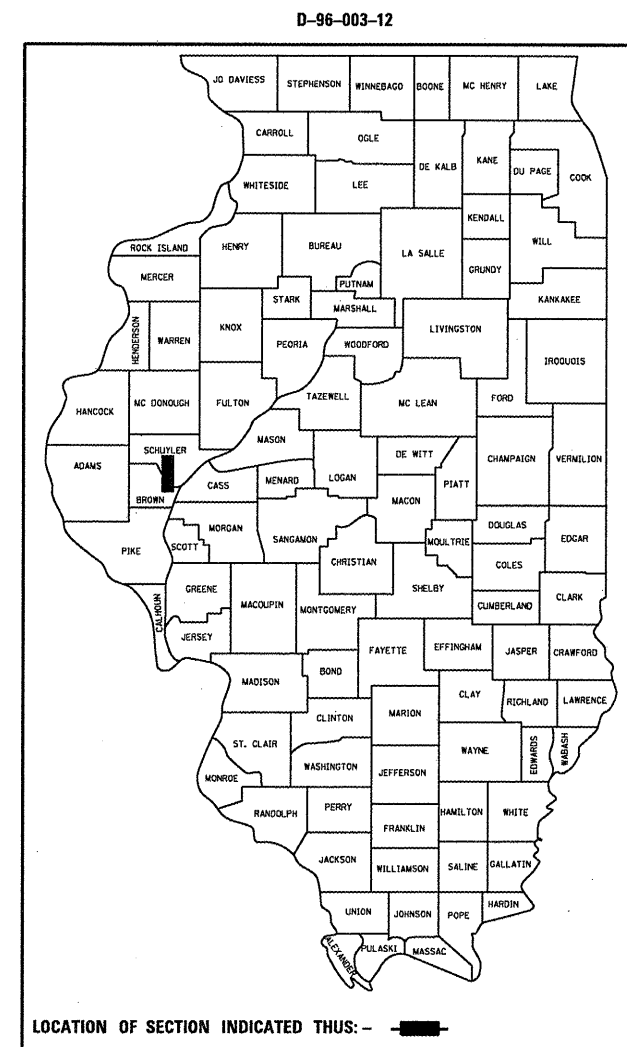 D-96-003-12
JO DAVIESS STEPHENSON WINNEBAGO BOONE MC HENRY LAKE
CARROLL OGLE
DE KALB KANE DU PAGE COOK
WHITESIDE LEE
KENDALL
ROCK ISLAND HENRY BUREAU LA SALLE WILL
MERCER PUTNAM GRUNDY
STARK MARSHALL KANKAKEE
HENDERSON WARREN KNOX PEORIA WOODFORD LIVINGSTON IROQUOIS
HANCOCK MC DONOUGH FULTON TAZEWELL MC LEAN FORD
MASON
ADAMS SCHUYLER DE WITT CHAMPAIGN VERMILION
BROWN CASS MENARD LOGAN PIATT
MACON
PIKE SCOTT MORGAN SANGAMON MOULTRIE DOUGLAS EDGAR
CHRISTIAN COLES
CALHOUN GREENE MACOUPIN MONTGOMERY SHELBY CUMBERLAND CLARK
JERSEY FAYETTE EFFINGHAM JASPER CRAWFORD
BOND
MADISON CLAY RICHLAND LAWRENCE
CLINTON MARION
ST. CLAIR WAYNE EDWARDS WABASH
MONROE WASHINGTON JEFFERSON
RANDOLPH PERRY HAMILTON WHITE
FRANKLIN
JACKSON WILLIAMSON SALINE GALLATIN
UNION JOHNSON POPE HARDIN
ALEXANDER PULASKI MASSAC
LOCATION OF SECTION INDICATED THUS: -